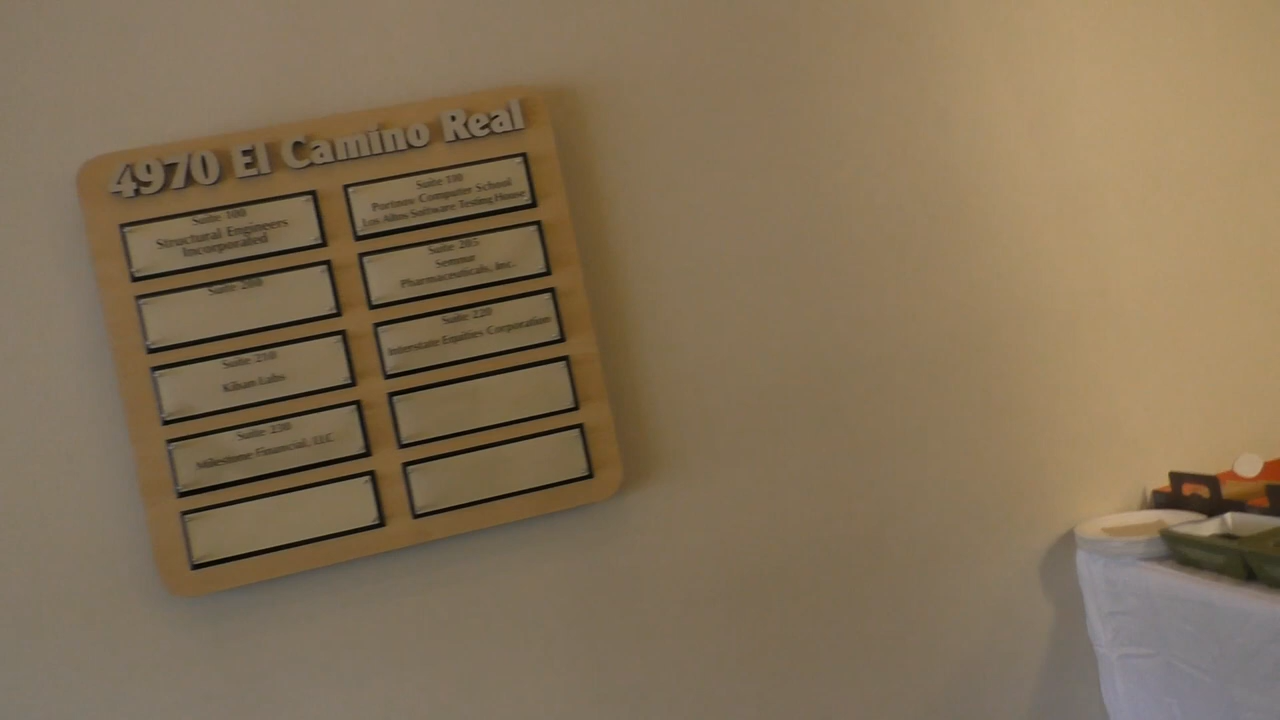 4970 El Camino Real
Suite 100
Structural Engineers
Incorporated
Suite 190
Portnov Computer School
Los Altos Software Testing House
Suite 200
Suite 205
Semnur
Pharmaceuticals, Inc.
Suite 210
Kiban Labs
Suite 220
Interstate Equities Corporation
Suite 230
Milestone Financial, LLC